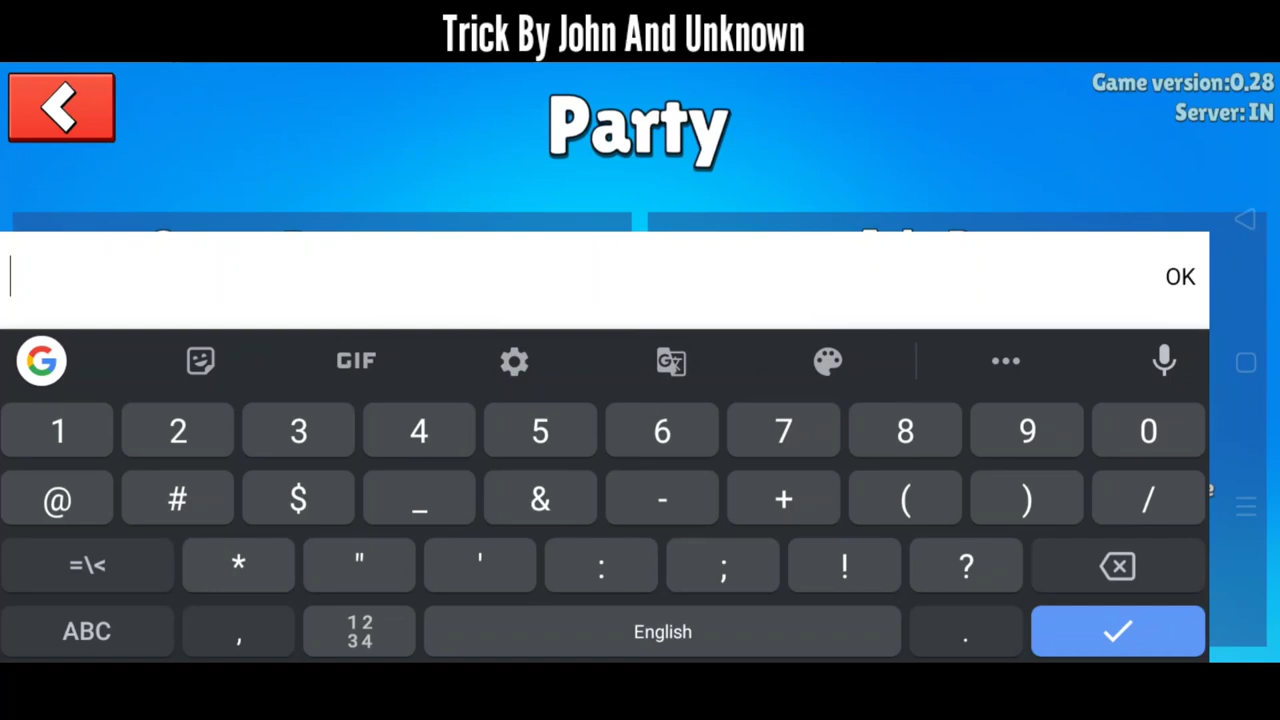 Trick By John And Unknown
Game version:0.28
Server:IN
Party
OK
GIF
1 2 3 4 5 6 7 8 9 0
@ # $ _ & - + ( ) /
=\< * " ' : ; ! ?
ABC , 12 34 English .